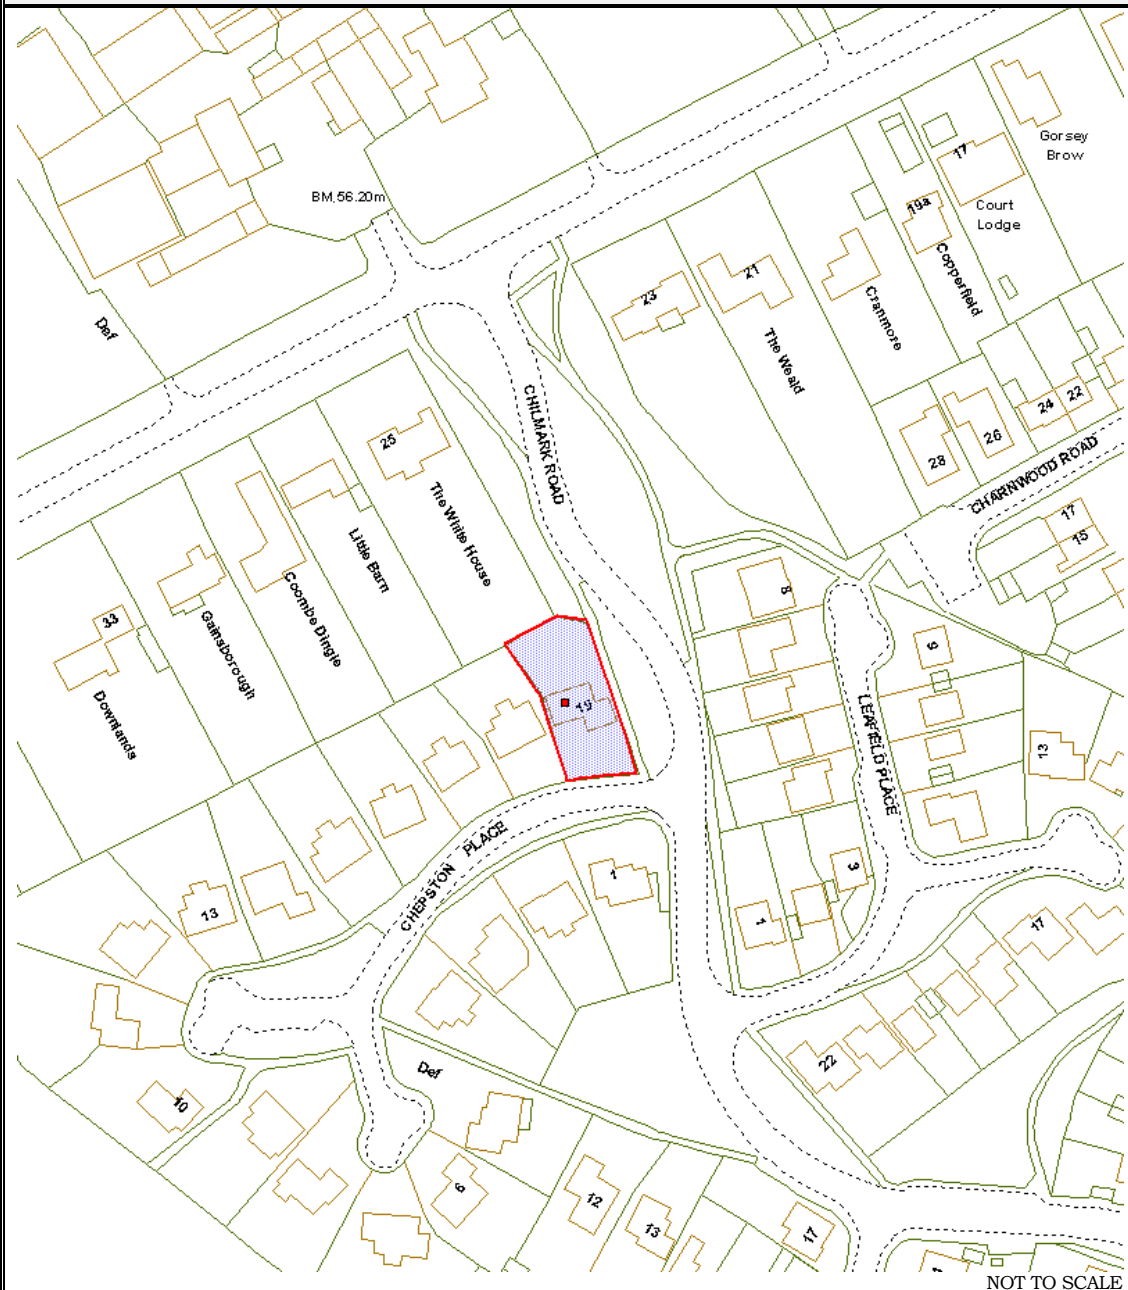 Gorsey
Brow
17
BM.56.20m
19a
Court
Lodge
Copperfield
21
23
Cranmore
Def
The Weald
CHILMARK ROAD
24
22
26
28
CHARNWOOD ROAD
25
The White House
17
15
Little Barn
Coombe Dingle
8
33
Gainsborough
9
19
Downlands
LEAFIELD PLACE
13
CHEPSTON PLACE
3
1
13
1
17
22
Def
10
6
12
13
17
1
NOT TO SCALE